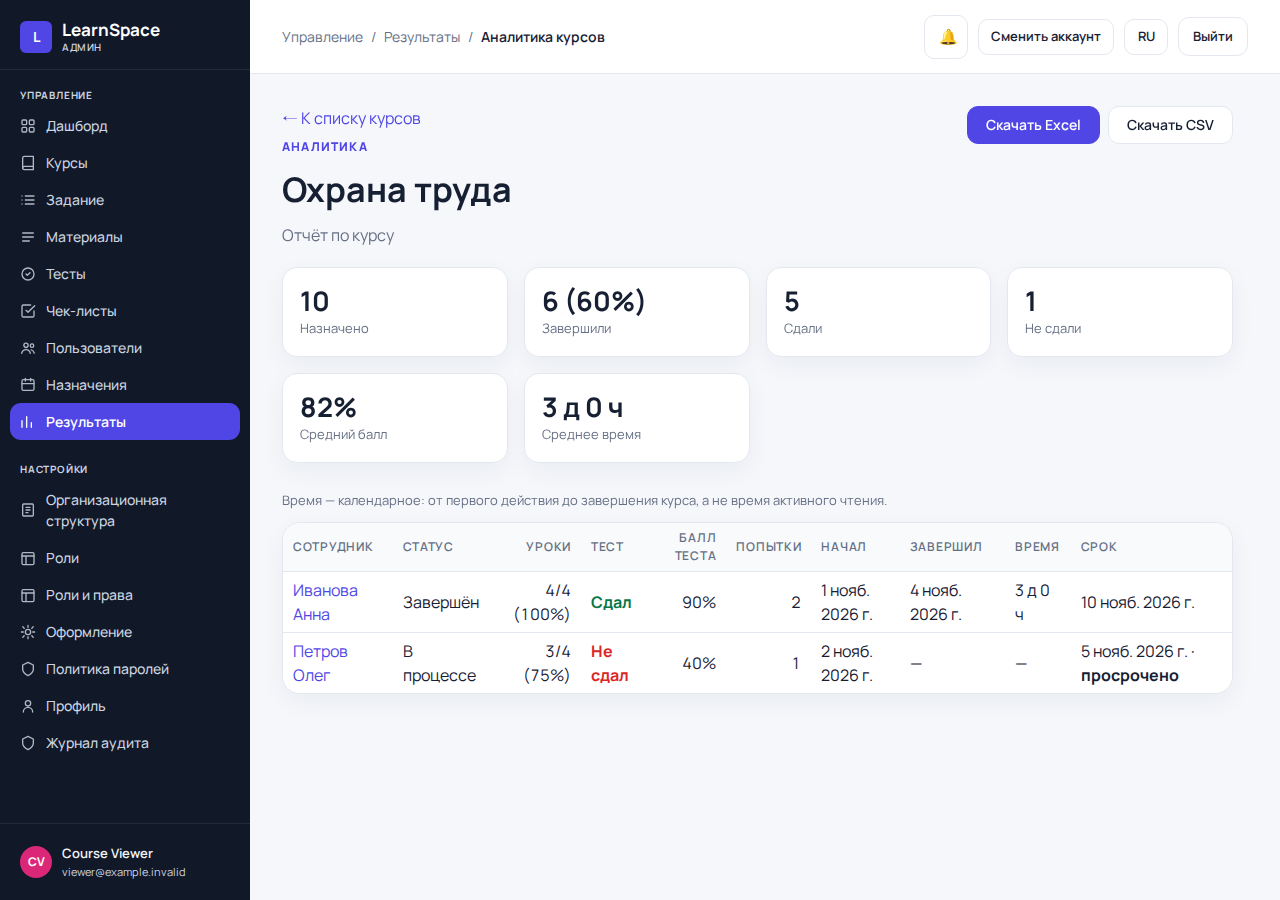 L
LearnSpace
АДМИН
УПРАВЛЕНИЕ
Дашборд
Курсы
Задание
Материалы
Тесты
Чек-листы
Пользователи
Назначения
Результаты
НАСТРОЙКИ
Организационная
структура
Роли
Роли и права
Оформление
Политика паролей
Профиль
Журнал аудита
CV
Course Viewer
viewer@example.invalid
Управление / Результаты / Аналитика курсов
Сменить аккаунт
RU
Выйти
← К списку курсов
Скачать Excel
Скачать CSV
АНАЛИТИКА
Охрана труда
Отчёт по курсу
10
Назначено
6 (60%)
Завершили
5
Сдали
1
Не сдали
82%
Средний балл
3 д 0 ч
Среднее время
Время — календарное: от первого действия до завершения курса, а не время активного чтения.
СОТРУДНИК СТАТУС УРОКИ ТЕСТ БАЛЛ ТЕСТА ПОПЫТКИ НАЧАЛ ЗАВЕРШИЛ ВРЕМЯ СРОК
Иванова Анна Завершён 4/4 (100%) Сдал 90% 2 1 нояб. 2026 г. 4 нояб. 2026 г. 3 д 0 ч 10 нояб. 2026 г.
Петров Олег В процессе 3/4 (75%) Не сдал 40% 1 2 нояб. 2026 г. — — 5 нояб. 2026 г. · просрочено